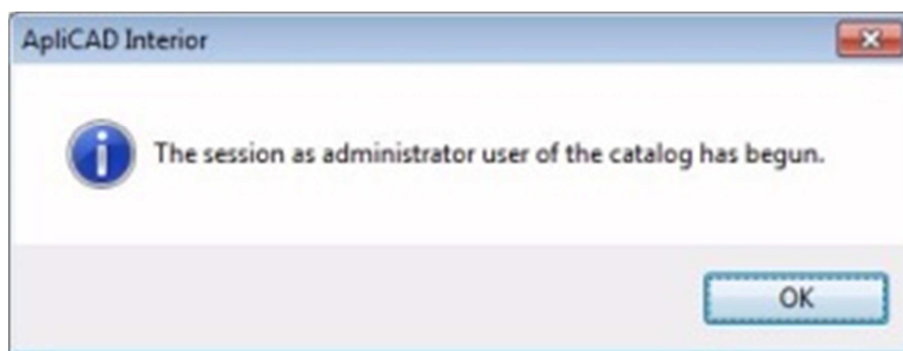 ApliCAD Interior
The session as administrator user of the catalog has begun.
OK